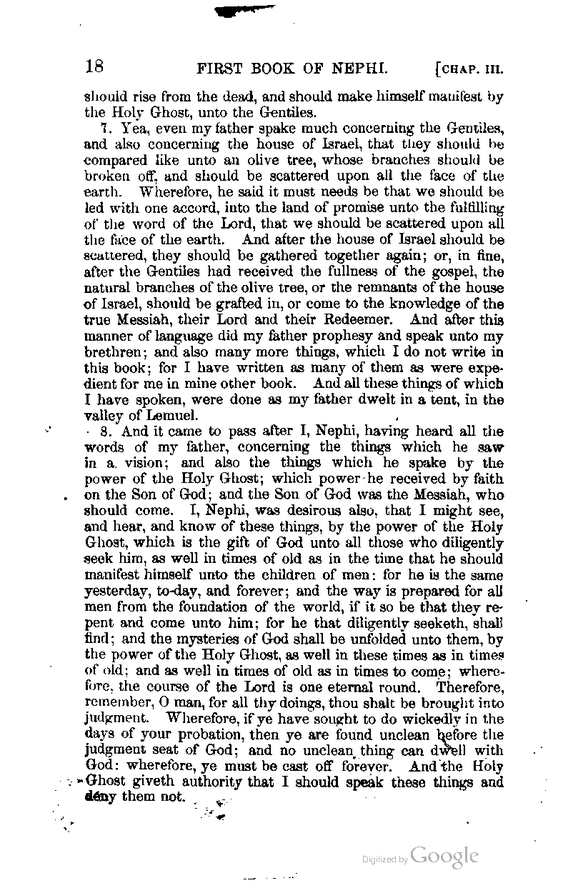 18 FIRST BOOK OF NEPHI. [CHAP. III.
should rise from the dead, and should make himself manifest by
the Holy Ghost, unto the Gentiles.
7. Yea, even my father spake much concerning the Gentiles,
and also concerning the house of Israel, that they should be
compared like unto an olive tree, whose branches should be
broken off, and should be scattered upon all the face of the
earth. Wherefore, he said it must needs be that we should be
led with one accord, into the land of promise unto the fulfilling
of the word of the Lord, that we should be scattered upon all
the face of the earth. And after the house of Israel should be
scattered, they should be gathered together again; or, in fine,
after the Gentiles had received the fullness of the gospel, the
natural branches of the olive tree, or the remnants of the house
of Israel, should be grafted in, or come to the knowledge of the
true Messiah, their Lord and their Redeemer. And after this
manner of language did my father prophesy and speak unto my
brethren; and also many more things, which I do not write in
this book; for I have written as many of them as were expe-
dient for me in mine other book. And all these things of which
I have spoken, were done as my father dwelt in a tent, in the
valley of Lemuel.
8. And it came to pass after I, Nephi, having heard all the
words of my father, concerning the things which he saw
in a vision; and also the things which he spake by the
power of the Holy Ghost; which power he received by faith
on the Son of God; and the Son of God was the Messiah, who
should come. I, Nephi, was desirous also, that I might see,
and hear, and know of these things, by the power of the Holy
Ghost, which is the gift of God unto all those who diligently
seek him, as well in times of old as in the time that he should
manifest himself unto the children of men: for he is the same
yesterday, to-day, and forever; and the way is prepared for all
men from the foundation of the world, if it so be that they re-
pent and come unto him; for he that diligently seeketh, shall
find; and the mysteries of God shall be unfolded unto them, by
the power of the Holy Ghost, as well in these times as in times
of old; and as well in times of old as in times to come; where-
fore, the course of the Lord is one eternal round. Therefore,
remember, O man, for all thy doings, thou shalt be brought into
judgment. Wherefore, if ye have sought to do wickedly in the
days of your probation, then ye are found unclean before the
judgment seat of God; and no unclean thing can dwell with
God: wherefore, ye must be cast off forever. And the Holy
Ghost giveth authority that I should speak these things and
deny them not.
Digitized by Google